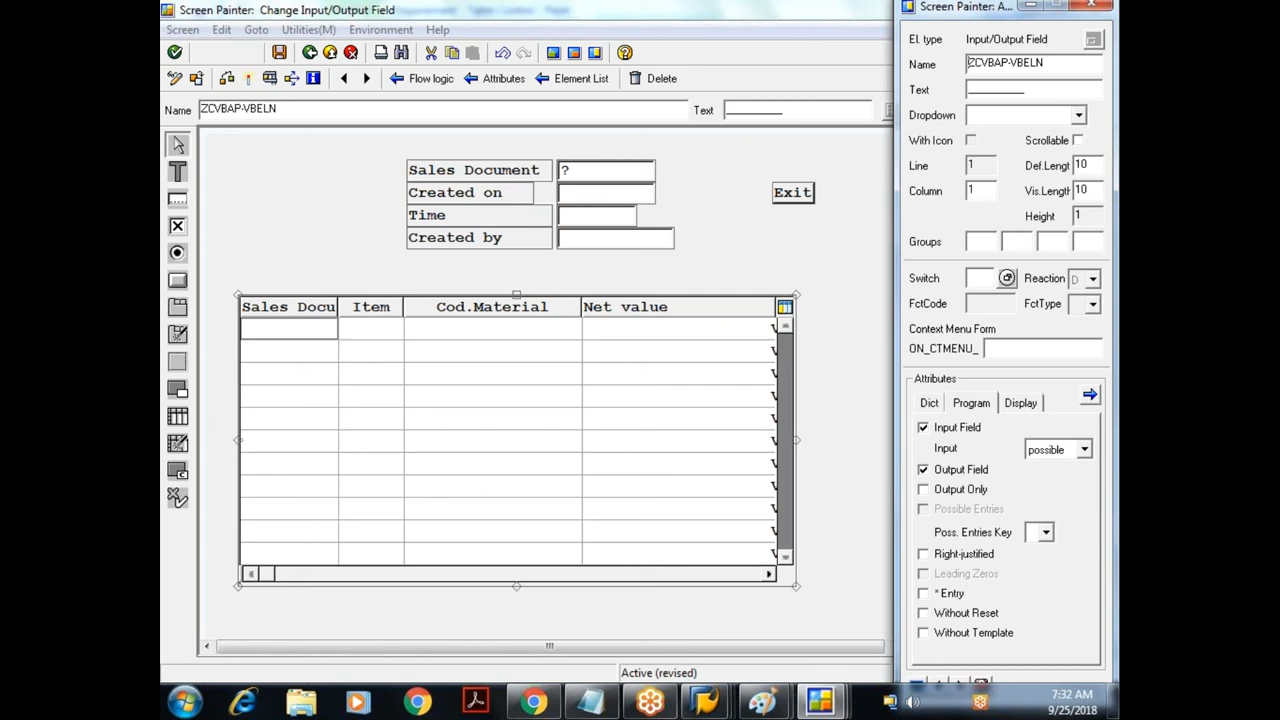 Screen Painter: Change Input/Output Field
Screen Edit Goto Utilities(M) Environment Help
Flow logic Attributes Element List Delete
Name ZCVBAP-VBELN Text ________
Sales Document ?
Created on
Exit
Time
Created by
Sales Docu Item Cod.Material Net value
Active (revised)
Screen Painter: A...
El. type Input/Output Field
Name ZCVBAP-VBELN
Text ________
Dropdown
With Icon Scrollable
Line 1 Def.Length 10
Column 1 Vis.Length 10
Height 1
Groups
Switch Reaction D
FctCode FctType
Context Menu Form
ON_CTMENU_
Attributes
Dict Program Display
Input Field
Input possible
Output Field
Output Only
Possible Entries
Poss. Entries Key
Right-justified
Leading Zeros
* Entry
Without Reset
Without Template
7:32 AM
9/25/2018